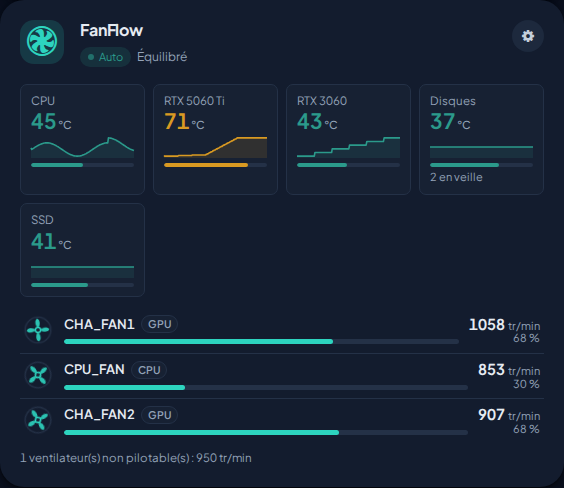 FanFlow
Auto Équilibré
CPU RTX 5060 Ti RTX 3060 Disques
45 °C 71 °C 43 °C 37 °C
2 en veille
SSD
41 °C
CHA_FAN1 GPU 1058 tr/min
68 %
CPU_FAN CPU 853 tr/min
30 %
CHA_FAN2 GPU 907 tr/min
68 %
1 ventilateur(s) non pilotable(s) : 950 tr/min